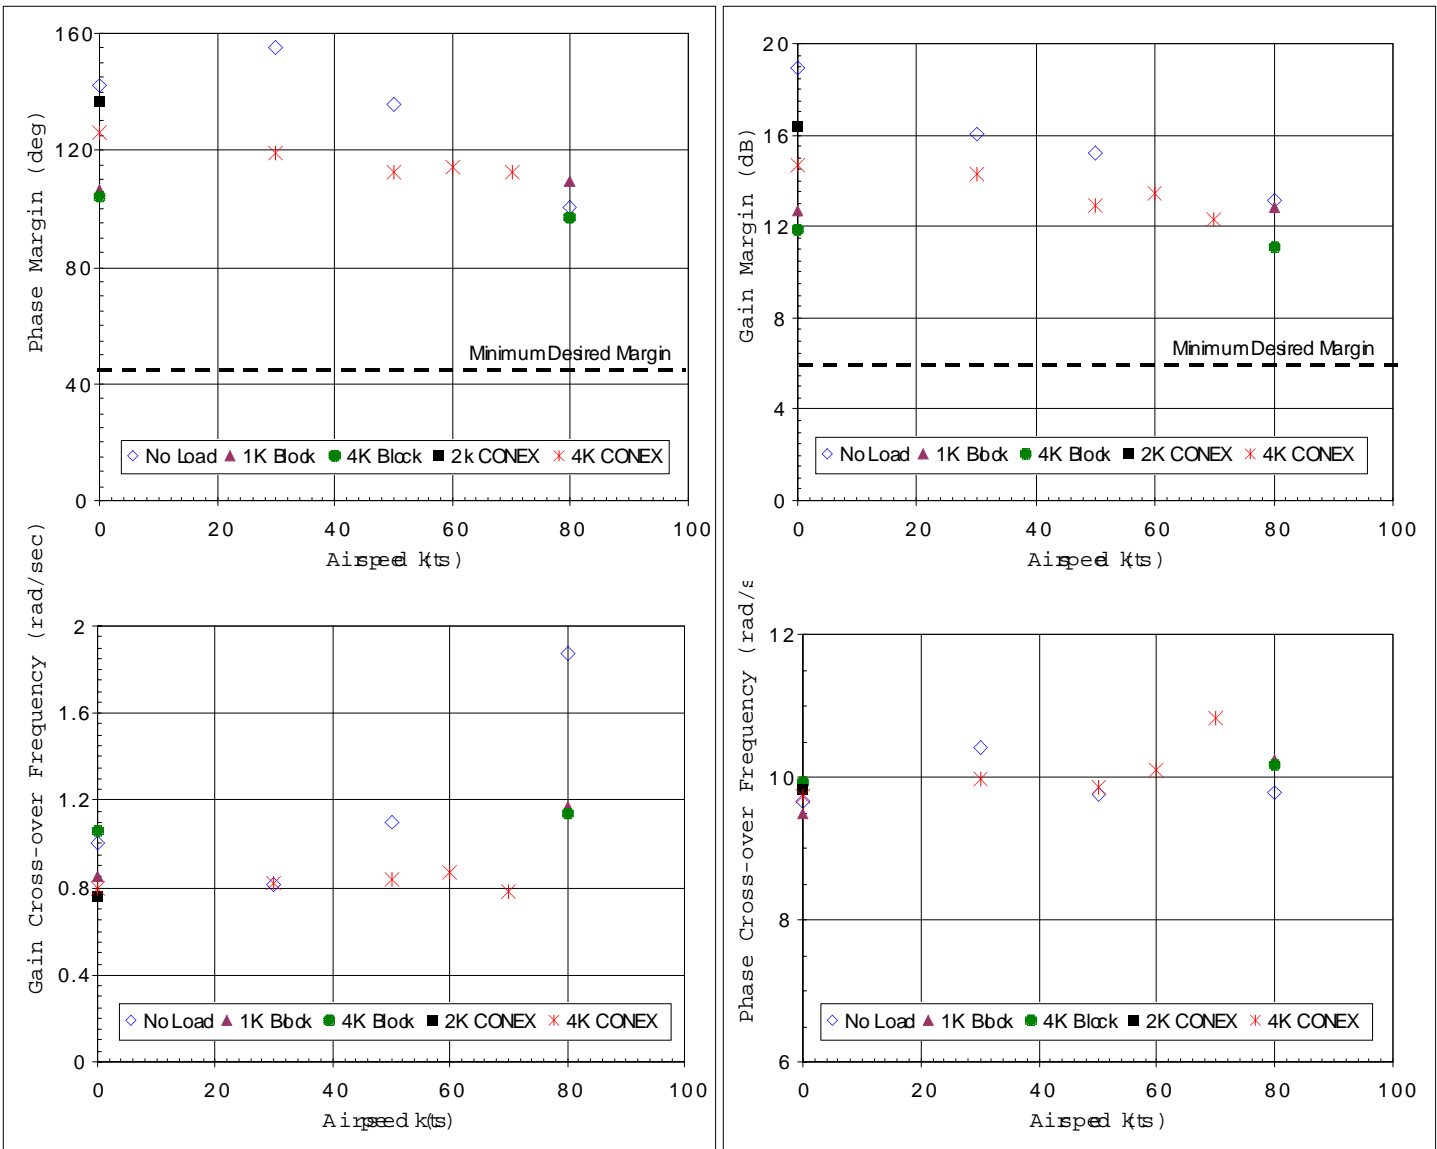 160
120
80
40
0
Phase Margin (deg)
Minimum Desired Margin
No Load 1K Block 4K Block 2k CONEX 4K CONEX
0 20 40 60 80 100
Airspeed (kts)
20
16
12
8
4
0
Gain Margin (dB)
Minimum Desired Margin
No Load 1K Block 4K Block 2K CONEX 4K CONEX
0 20 40 60 80 100
Airspeed (kts)
2
1.6
1.2
0.8
0.4
0
Gain Cross-over Frequency (rad/sec)
No Load 1K Block 4K Block 2K CONEX 4K CONEX
0 20 40 60 80 100
Airspeed (kts)
12
10
8
6
Phase Cross-over Frequency (rad/s
No Load 1K Block 4K Block 2K CONEX 4K CONEX
0 20 40 60 80 100
Airspeed (kts)